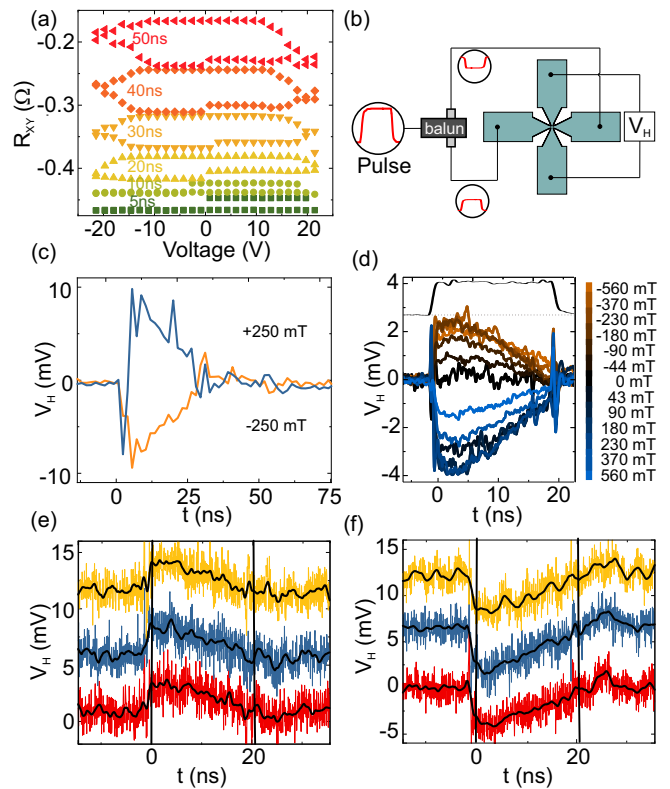 (a)
50ns
40ns
30ns
20ns
10ns
5ns
-0.2
-0.3
-0.4
R_XY (Ω)
-20 -10 0 10 20
Voltage (V)
(b)
Pulse
balun
V_H
(c)
10
0
-10
V_H (mV)
+250 mT
-250 mT
0 25 50 75
t (ns)
(d)
4
2
0
-2
-4
V_H (mV)
0 10 20
t (ns)
-560 mT
-370 mT
-230 mT
-180 mT
-90 mT
-44 mT
0 mT
43 mT
90 mT
180 mT
230 mT
370 mT
560 mT
(e)
15
10
5
0
V_H (mV)
0 20
t (ns)
(f)
15
10
5
0
-5
V_H (mV)
0 20
t (ns)